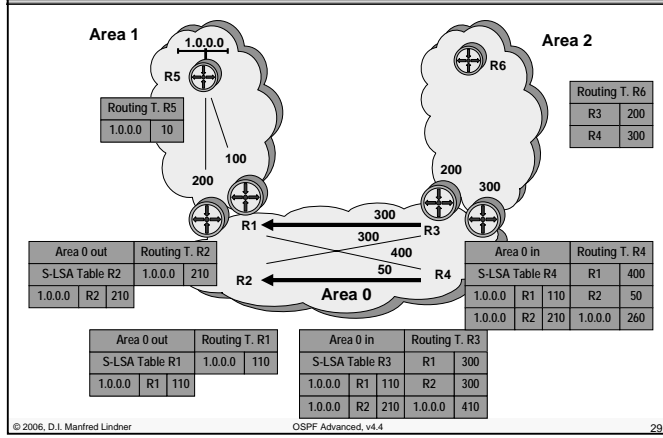 Area 1
1.0.0.0
R5
Routing T. R5
1.0.0.0 10
100
200
Area 2
R6
Routing T. R6
R3 200
R4 300
200
300
R1
300
R3
300
400
50
R2
R4
Area 0
Area 0 out Routing T. R2
S-LSA Table R2 1.0.0.0 210
1.0.0.0 R2 210
Area 0 in Routing T. R4
S-LSA Table R4 R1 400
1.0.0.0 R1 110 R2 50
1.0.0.0 R2 210 1.0.0.0 260
Area 0 out Routing T. R1
S-LSA Table R1 1.0.0.0 110
1.0.0.0 R1 110
Area 0 in Routing T. R3
S-LSA Table R3 R1 300
1.0.0.0 R1 110 R2 300
1.0.0.0 R2 210 1.0.0.0 410
© 2006, D.I. Manfred Lindner OSPF Advanced, v4.4 29